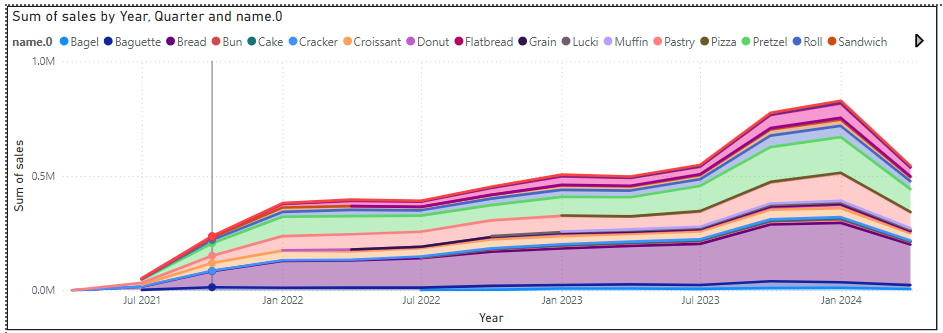 Sum of sales by Year, Quarter and name.0
name.0 Bagel Baguette Bread Bun Cake Cracker Croissant Donut Flatbread Grain Lucki Muffin Pastry Pizza Pretzel Roll Sandwich
1.0M
0.5M
0.0M
Sum of sales
Jul 2021 Jan 2022 Jul 2022 Jan 2023 Jul 2023 Jan 2024
Year